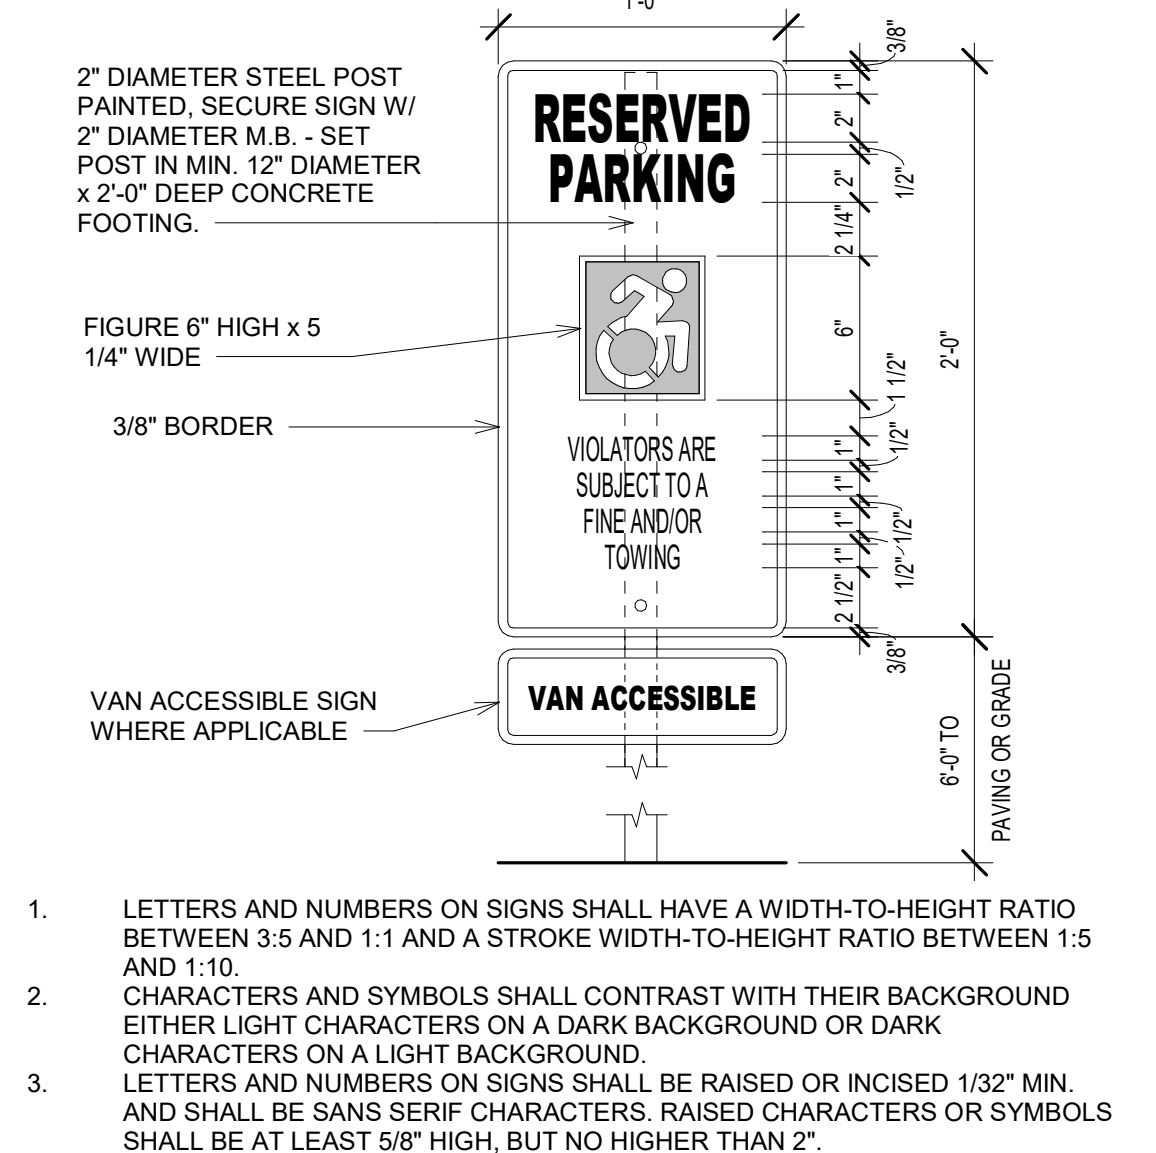 1'-0"
2" DIAMETER STEEL POST
PAINTED, SECURE SIGN W/
2" DIAMETER M.B. - SET
POST IN MIN. 12" DIAMETER
x 2'-0" DEEP CONCRETE
FOOTING.
FIGURE 6" HIGH x 5
1/4" WIDE
3/8" BORDER
VAN ACCESSIBLE SIGN
WHERE APPLICABLE
RESERVED
PARKING
VIOLATORS ARE
SUBJECT TO A
FINE AND/OR
TOWING
VAN ACCESSIBLE
3/8"
1"
2"
1/2"
2"
2 1/4"
6"
1 1/2"
1"
1/2"
1"
1/2"
1"
1/2"
1"
2 1/2"
3/8"
2'-0"
6'-0" TO
PAVING OR GRADE
1. LETTERS AND NUMBERS ON SIGNS SHALL HAVE A WIDTH-TO-HEIGHT RATIO
BETWEEN 3:5 AND 1:1 AND A STROKE WIDTH-TO-HEIGHT RATIO BETWEEN 1:5
AND 1:10.
2. CHARACTERS AND SYMBOLS SHALL CONTRAST WITH THEIR BACKGROUND
EITHER LIGHT CHARACTERS ON A DARK BACKGROUND OR DARK
CHARACTERS ON A LIGHT BACKGROUND.
3. LETTERS AND NUMBERS ON SIGNS SHALL BE RAISED OR INCISED 1/32" MIN.
AND SHALL BE SANS SERIF CHARACTERS. RAISED CHARACTERS OR SYMBOLS
SHALL BE AT LEAST 5/8" HIGH, BUT NO HIGHER THAN 2".